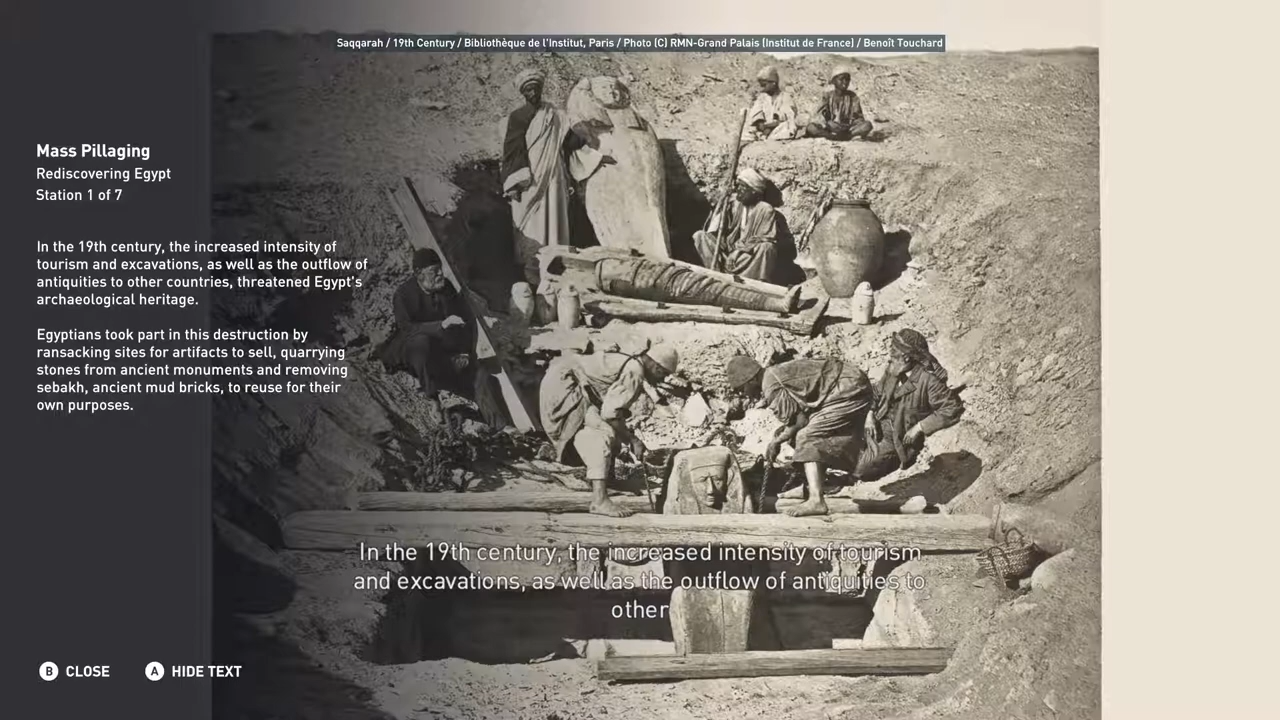 Saqqarah / 19th Century / Bibliothèque de l'Institut, Paris / Photo (C) RMN-Grand Palais (Institut de France) / Benoît Touchard
Mass Pillaging
Rediscovering Egypt
Station 1 of 7
In the 19th century, the increased intensity of
tourism and excavations, as well as the outflow of
antiquities to other countries, threatened Egypt's
archaeological heritage.
Egyptians took part in this destruction by
ransacking sites for artifacts to sell, quarrying
stones from ancient monuments and removing
sebakh, ancient mud bricks, to reuse for their
own purposes.
In the 19th century, the increased intensity of tourism
and excavations, as well as the outflow of antiquities to
other
B CLOSE A HIDE TEXT